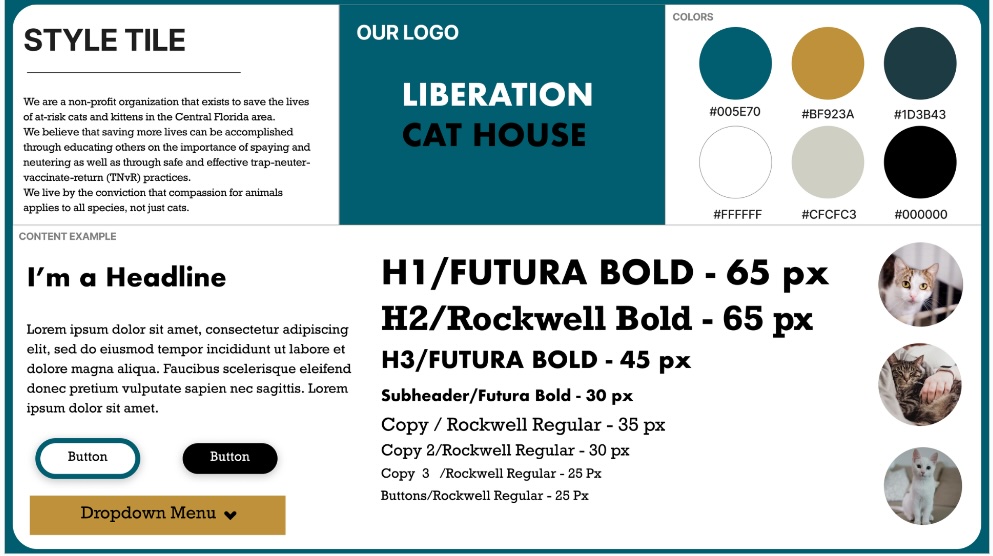 STYLE TILE
We are a non-profit organization that exists to save the lives
of at-risk cats and kittens in the Central Florida area.
We believe that saving more lives can be accomplished
through educating others on the importance of spaying and
neutering as well as through safe and effective trap-neuter-
vaccinate-return (TNvR) practices.
We live by the conviction that compassion for animals
applies to all species, not just cats.
OUR LOGO
LIBERATION
CAT HOUSE
COLORS
#005E70
#BF923A
#1D3B43
#FFFFFF
#CFCFC3
#000000
CONTENT EXAMPLE
I'm a Headline
Lorem ipsum dolor sit amet, consectetur adipiscing
elit, sed do eiusmod tempor incididunt ut labore et
dolore magna aliqua. Faucibus scelerisque eleifend
donec pretium vulputate sapien nec sagittis. Lorem
ipsum dolor sit amet.
Button
Button
Dropdown Menu
H1/FUTURA BOLD - 65 px
H2/Rockwell Bold - 65 px
H3/FUTURA BOLD - 45 px
Subheader/Futura Bold - 30 px
Copy / Rockwell Regular - 35 px
Copy 2/Rockwell Regular - 30 px
Copy 3 /Rockwell Regular - 25 Px
Buttons/Rockwell Regular - 25 Px